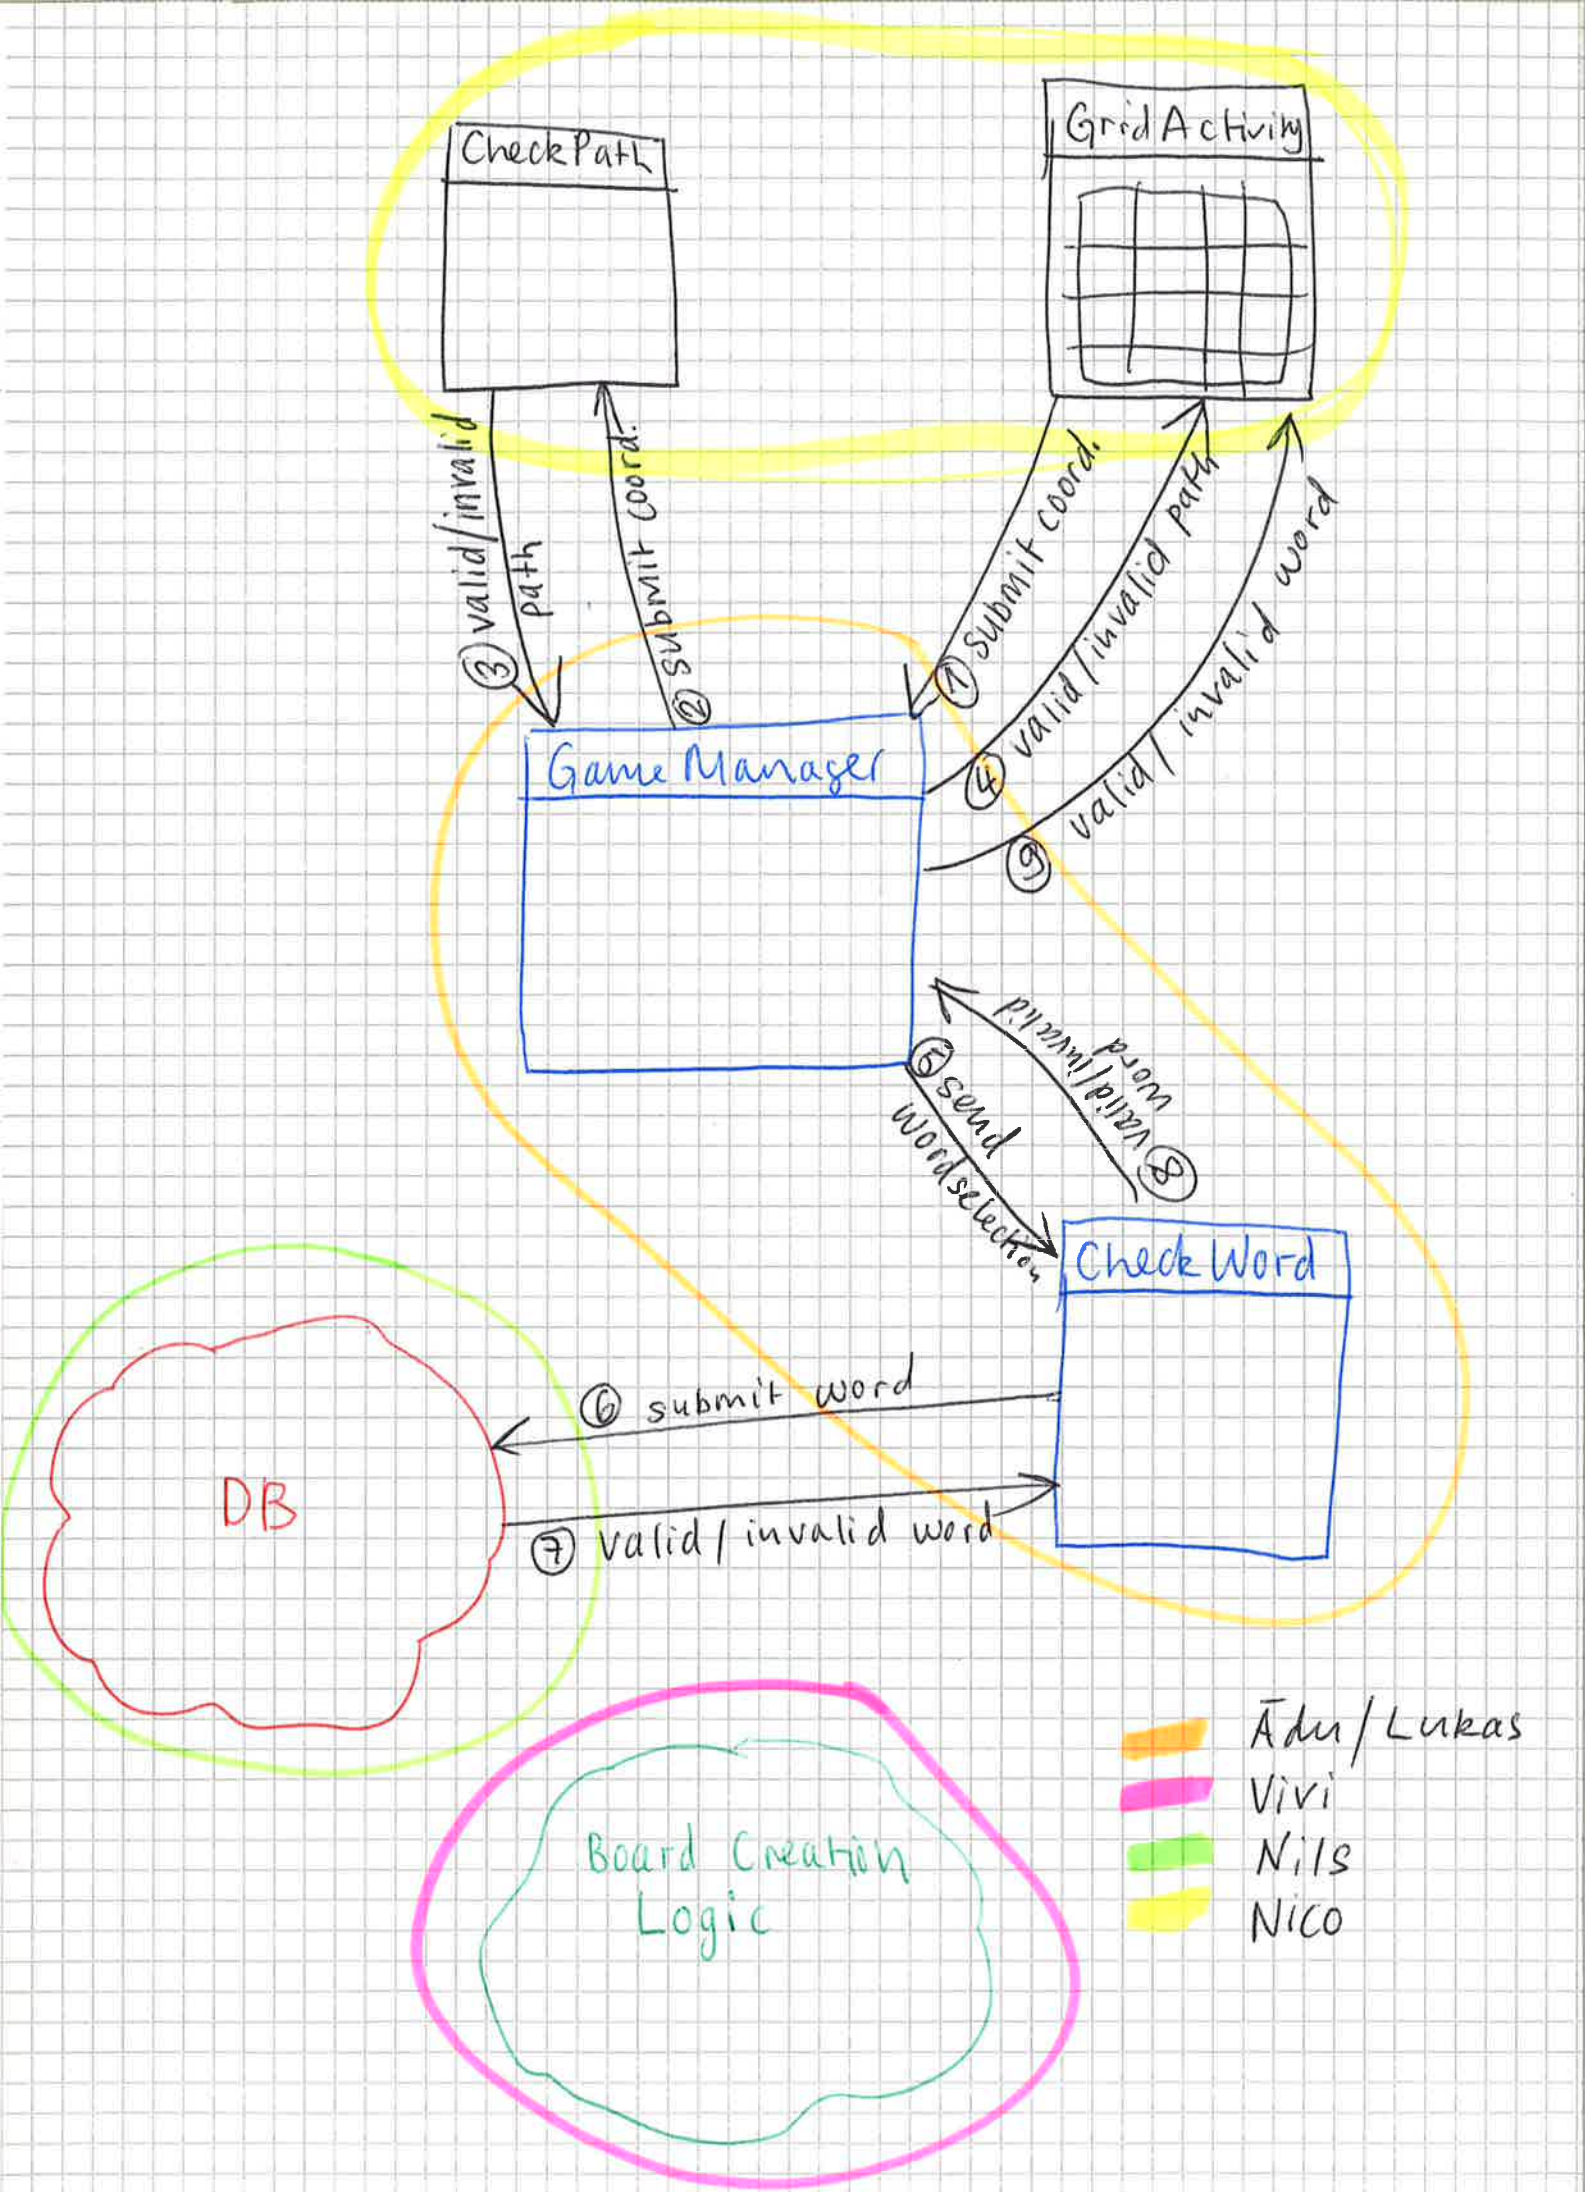 CheckPath
GridActivity
③ valid/invalid
path
② submit coord.
① submit coord.
④ valid/invalid path
⑨ valid/ invalid word
Game Manager
⑤ send
wordselection
⑧ valid/invalid
word
Check Word
⑥ submit word
⑦ valid/invalid word
DB
Board Creation
Logic
Ädu/Lukas
Vivi
Nils
Nico